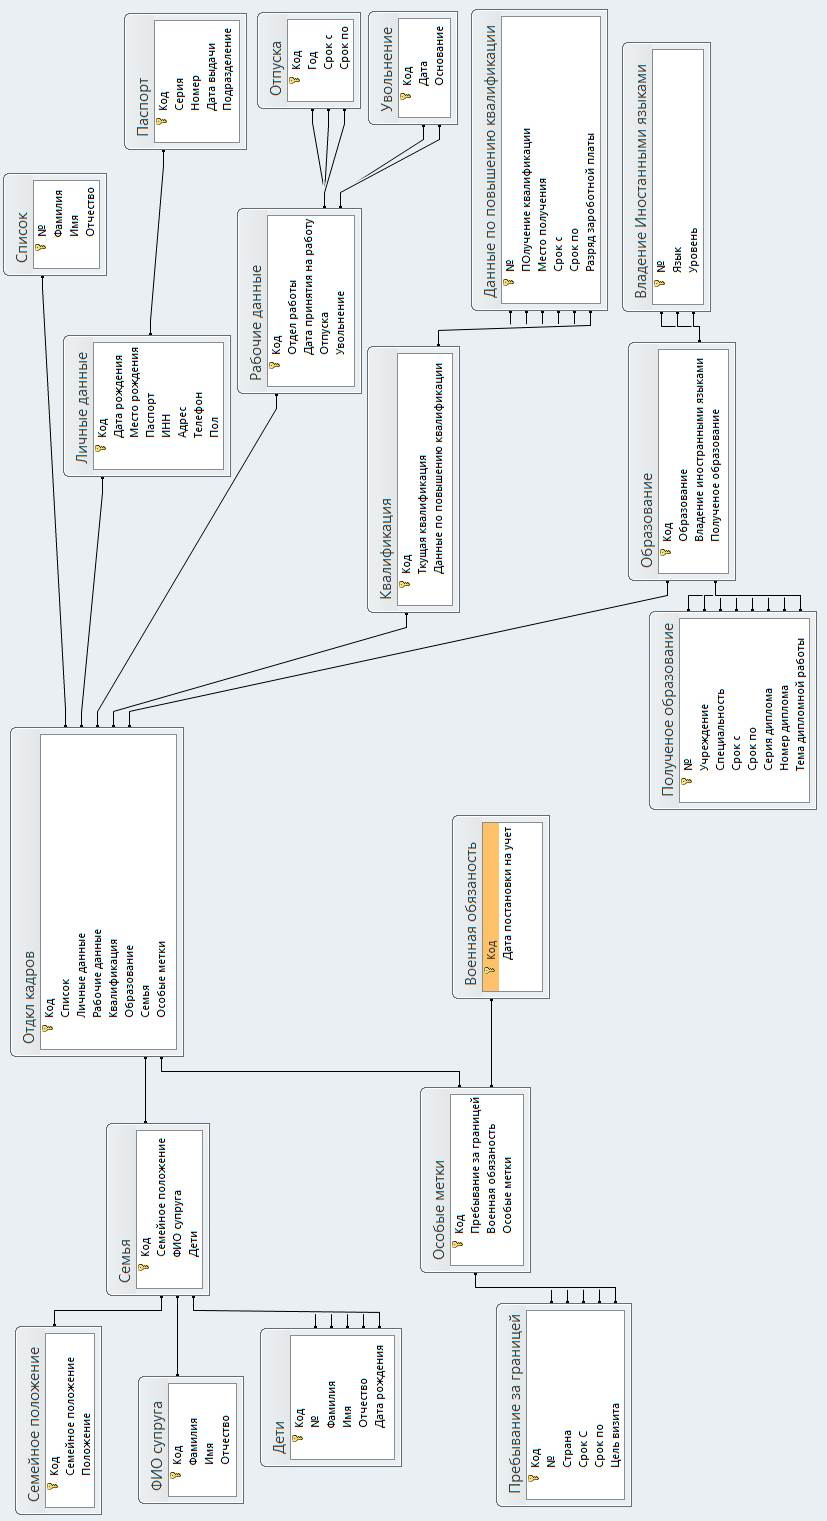 Список
№
Фамилия
Имя
Отчество
Паспорт
Код
Серия
Номер
Дата выдачи
Подразделение
Отпуска
Код
Год
Срок с
Срок по
Увольнение
Код
Дата
Основание
Данные по повышению квалификации
№
ПОлучение квалификации
Место получения
Срок с
Срок по
Разряд зароботной платы
Владение Иностанными языками
№
Язык
Уровень
Личные данные
Код
Дата рождения
Место рождения
Паспорт
ИНН
Адрес
Телефон
Пол
Рабочие данные
Код
Отдел работы
Дата принятия на работу
Отпуска
Увольнение
Квалификация
Код
Ткущая квалификация
Данные по повышению квалификации
Образование
Код
Образование
Владение иностранными языками
Полученое образование
Полученое образование
№
Учреждение
Специальность
Срок с
Срок по
Серия диплома
Номер диплома
Тема дипломной работы
Отдкл кадров
Код
Список
Личные данные
Рабочие данные
Квалификация
Образование
Семья
Особые метки
Военная обязаность
Код
Дата постановки на учет
Семья
Код
Семейное положение
ФИО супруга
Дети
Особые метки
Код
Пребывание за границей
Военная обязаность
Особые метки
Семейное положение
Код
Семейное положение
Положение
ФИО супруга
Код
Фамилия
Имя
Отчество
Дети
Код
№
Фамилия
Имя
Отчество
Дата рождения
Пребывание за границей
Код
№
Страна
Срок С
Срок по
Цель визита